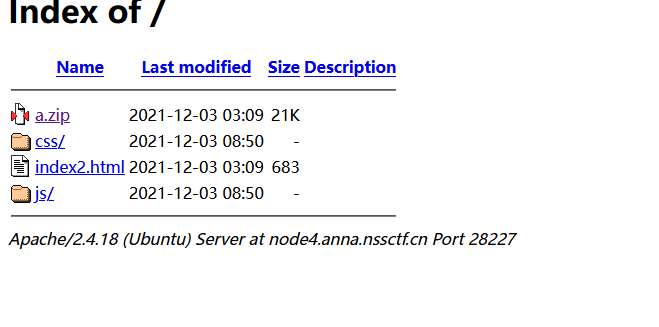 Index of /
Name Last modified Size Description
a.zip 2021-12-03 03:09 21K
css/ 2021-12-03 08:50 -
index2.html 2021-12-03 03:09 683
js/ 2021-12-03 08:50 -
Apache/2.4.18 (Ubuntu) Server at node4.anna.nssctf.cn Port 28227